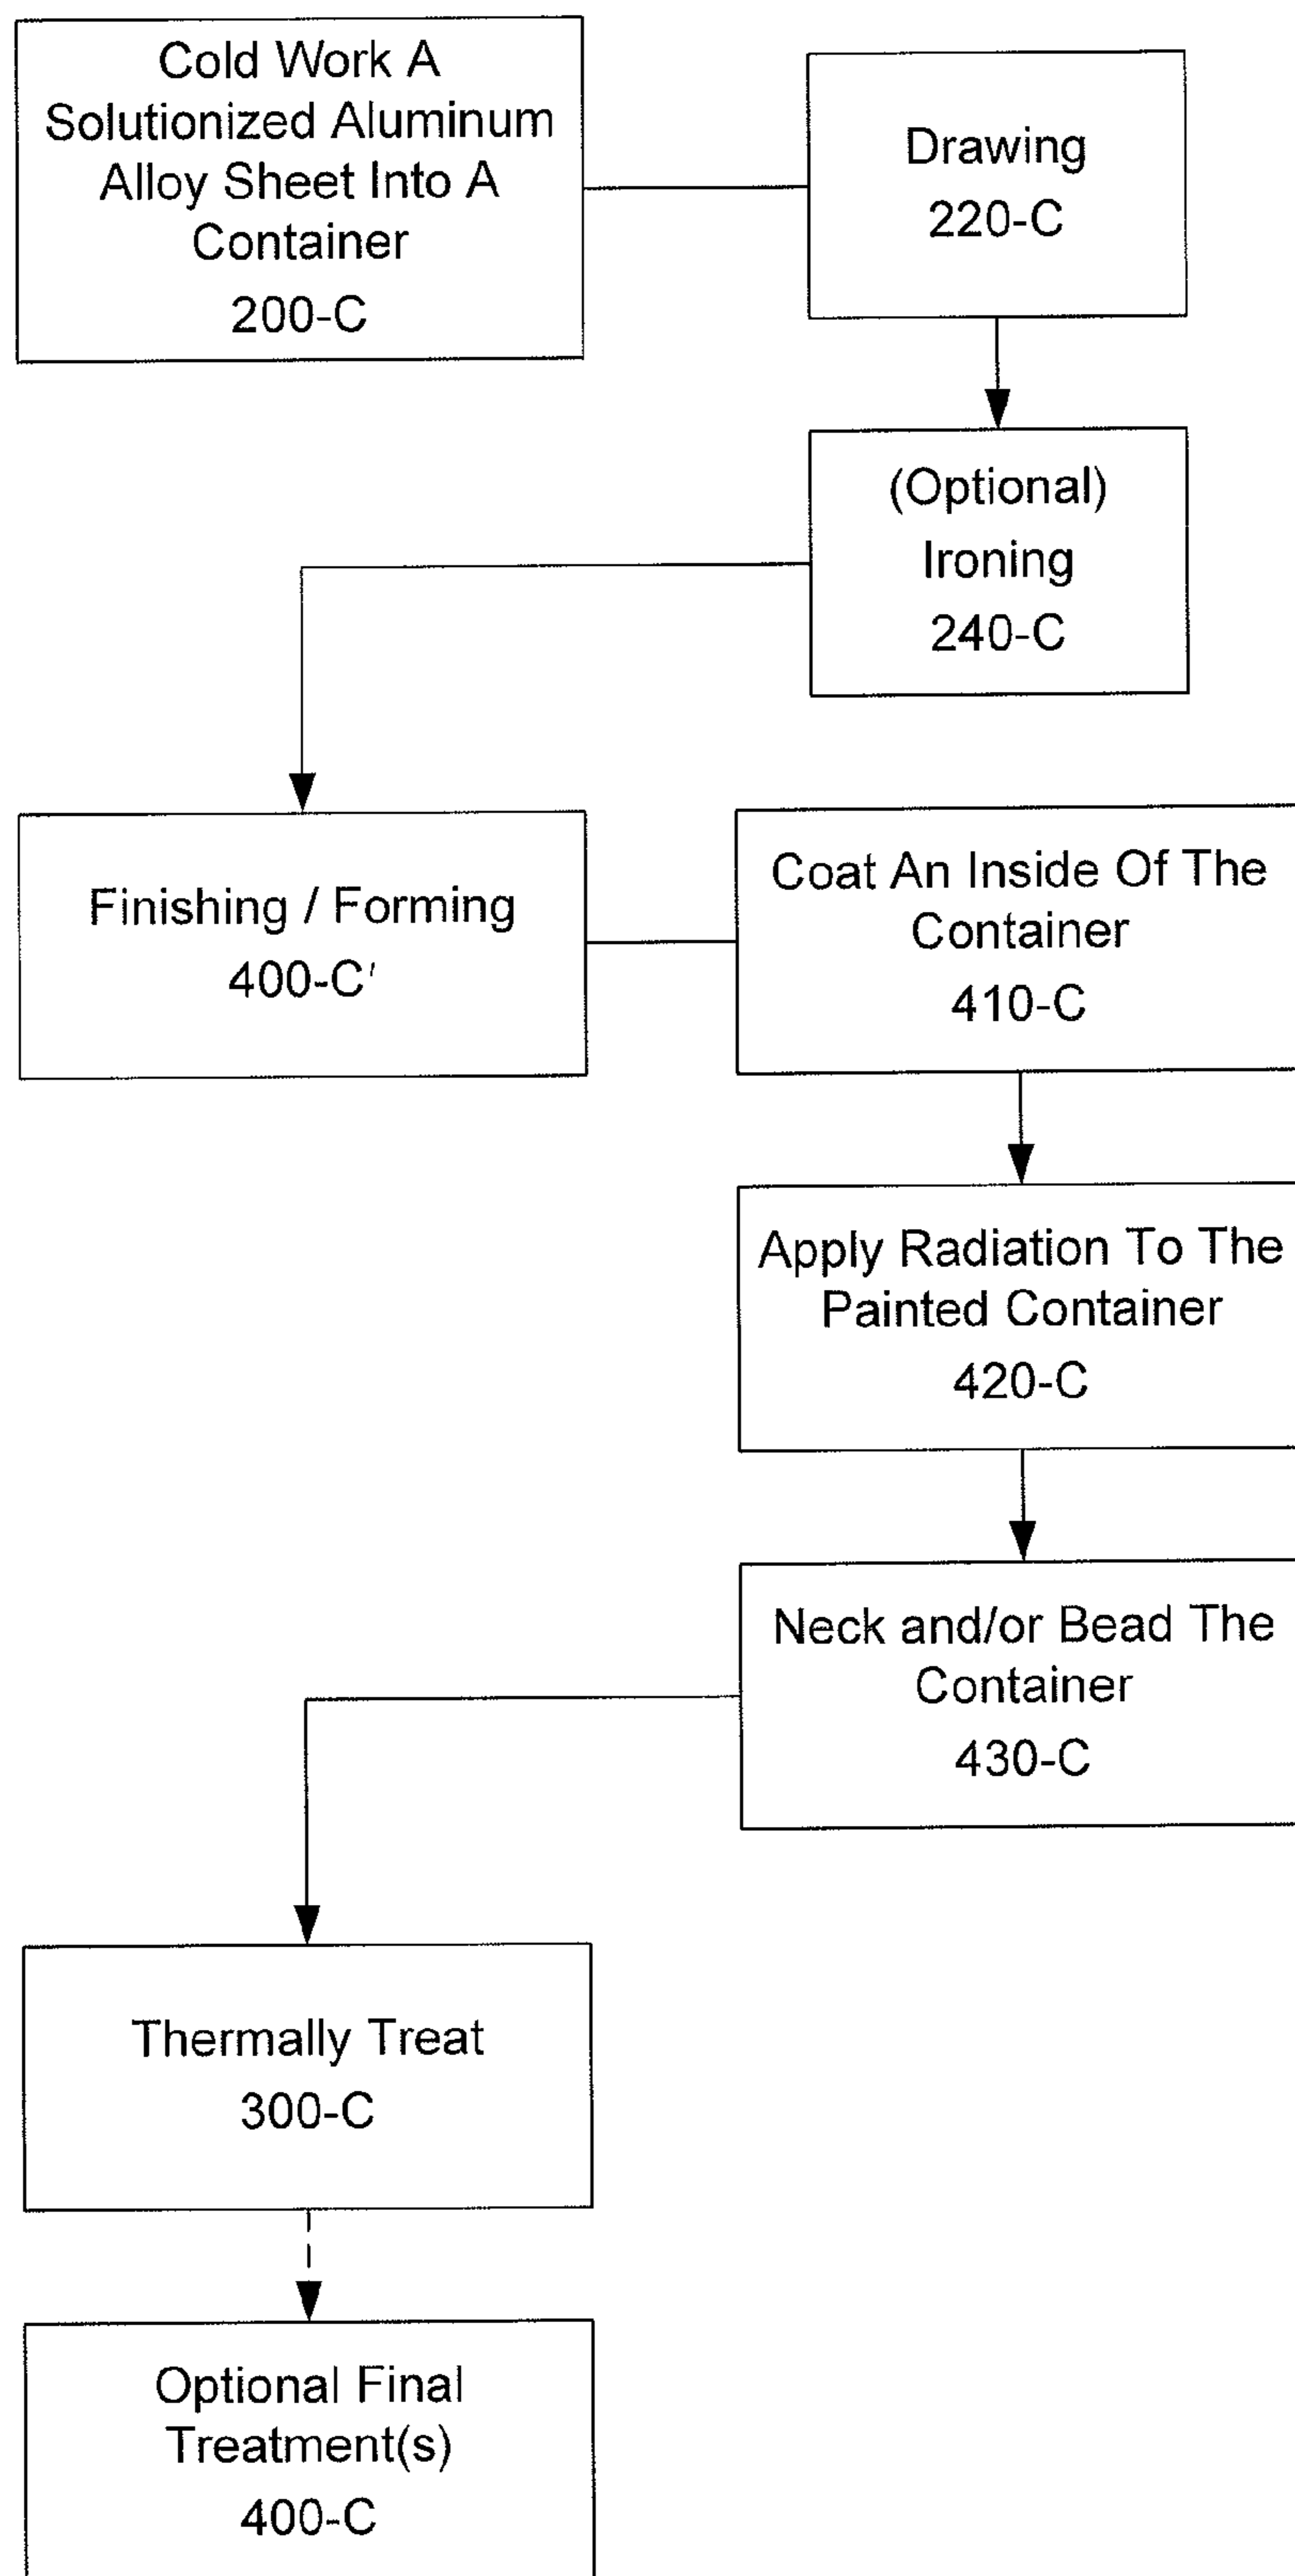 Cold Work A
Solutionized Aluminum
Alloy Sheet Into A
Container
200-C
Drawing
220-C
(Optional)
Ironing
240-C
Finishing / Forming
400-C'
Coat An Inside Of The
Container
410-C
Apply Radiation To The
Painted Container
420-C
Neck and/or Bead The
Container
430-C
Thermally Treat
300-C
Optional Final
Treatment(s)
400-C